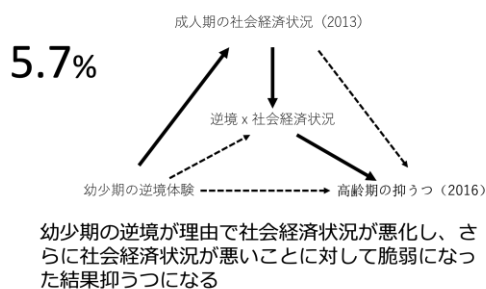 成人期の社会経済状況（2013）
5.7%
逆境 x 社会経済状況
幼少期の逆境体験
高齢期の抑うつ（2016）
幼少期の逆境が理由で社会経済状況が悪化し、さ
らに社会経済状況が悪いことに対して脆弱になっ
た結果抑うつになる